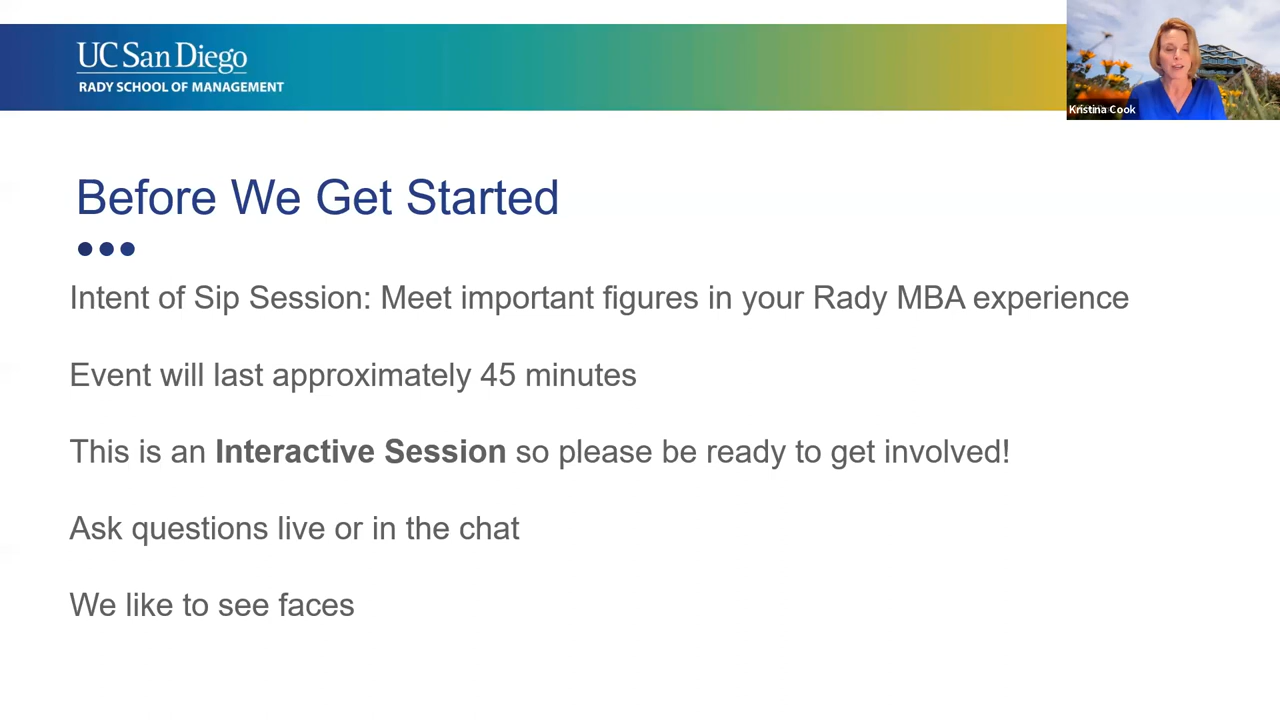 UC San Diego
RADY SCHOOL OF MANAGEMENT
Kristina Cook
Before We Get Started
Intent of Sip Session: Meet important figures in your Rady MBA experience
Event will last approximately 45 minutes
This is an Interactive Session so please be ready to get involved!
Ask questions live or in the chat
We like to see faces